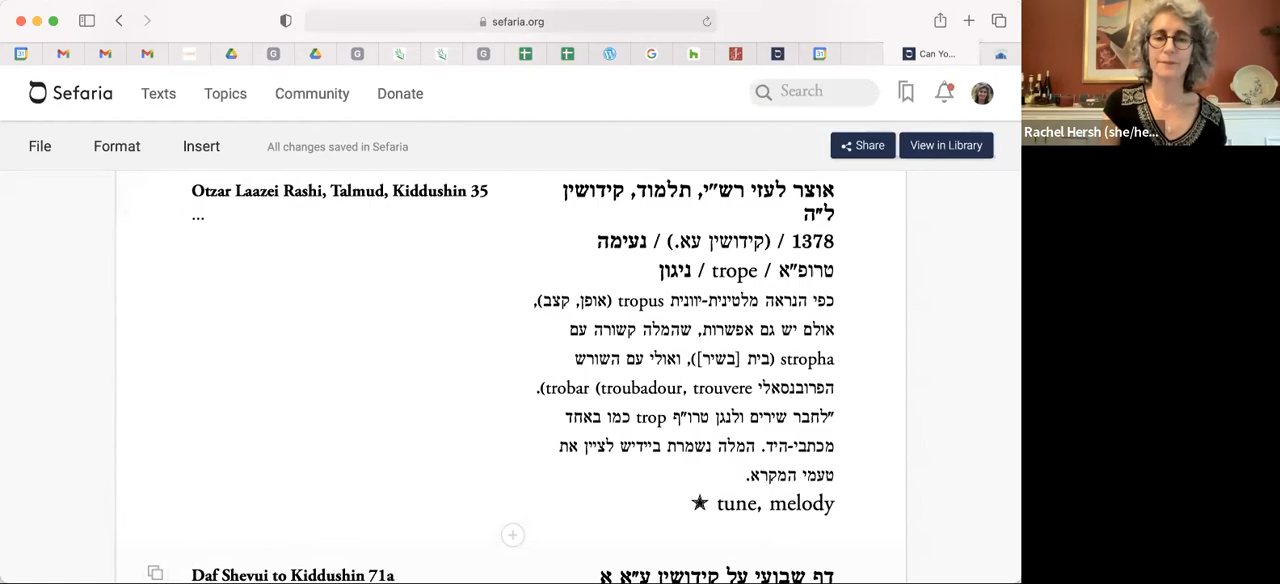 sefaria.org
Can Yo...
Sefaria
Texts
Topics
Community
Donate
Search
File
Format
Insert
All changes saved in Sefaria
Share
View in Library
Rachel Hersh (she/he...
Otzar Laazei Rashi, Talmud, Kiddushin 35
...
אוצר לעזי רש״י, תלמוד, קידושין
ל״ה
1378 / (קידושין עא.) / נעימה
טרופ״א / trope / ניגון
כפי הנראה מלטינית-יוונית tropus (אופן, קצב),
אולם יש גם אפשרות, שהמלה קשורה עם
stropha (בית [בשיר]), ואולי עם השורש
הפרובנסאלי trobar (troubadour, trouvere).
״לחבר שירים ולנגן טרו״ף trop כמו באחד
מכתבי-היד. המלה נשמרת ביידיש לציין את
טעמי המקרא.
★ tune, melody
Daf Shevui to Kiddushin 71a
דף שבועי על קידושין ע״א א